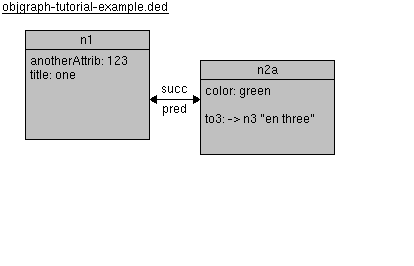 objgraph-tutorial-example.ded
n1
anotherAttrib: 123
title: one
succ
pred
n2a
color: green
to3: -> n3 "en three"